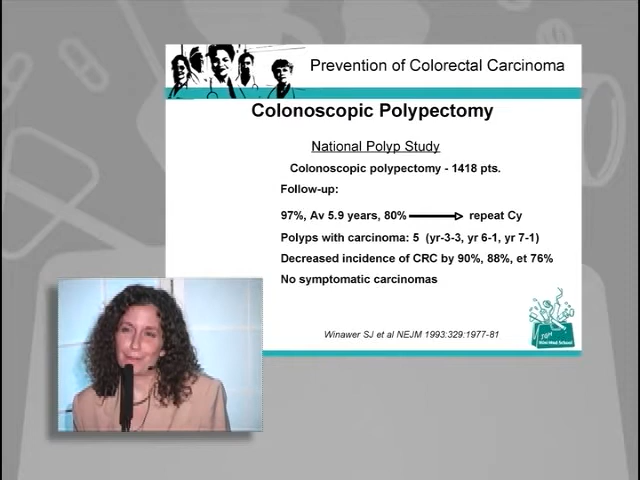 Prevention of Colorectal Carcinoma
Colonoscopic Polypectomy
National Polyp Study
Colonoscopic polypectomy - 1418 pts.
Follow-up:
97%, Av 5.9 years, 80% repeat Cy
Polyps with carcinoma: 5 (yr-3-3, yr 6-1, yr 7-1)
Decreased incidence of CRC by 90%, 88%, et 76%
No symptomatic carcinomas
Winawer SJ et al NEJM 1993:329:1977-81
Mini Med School